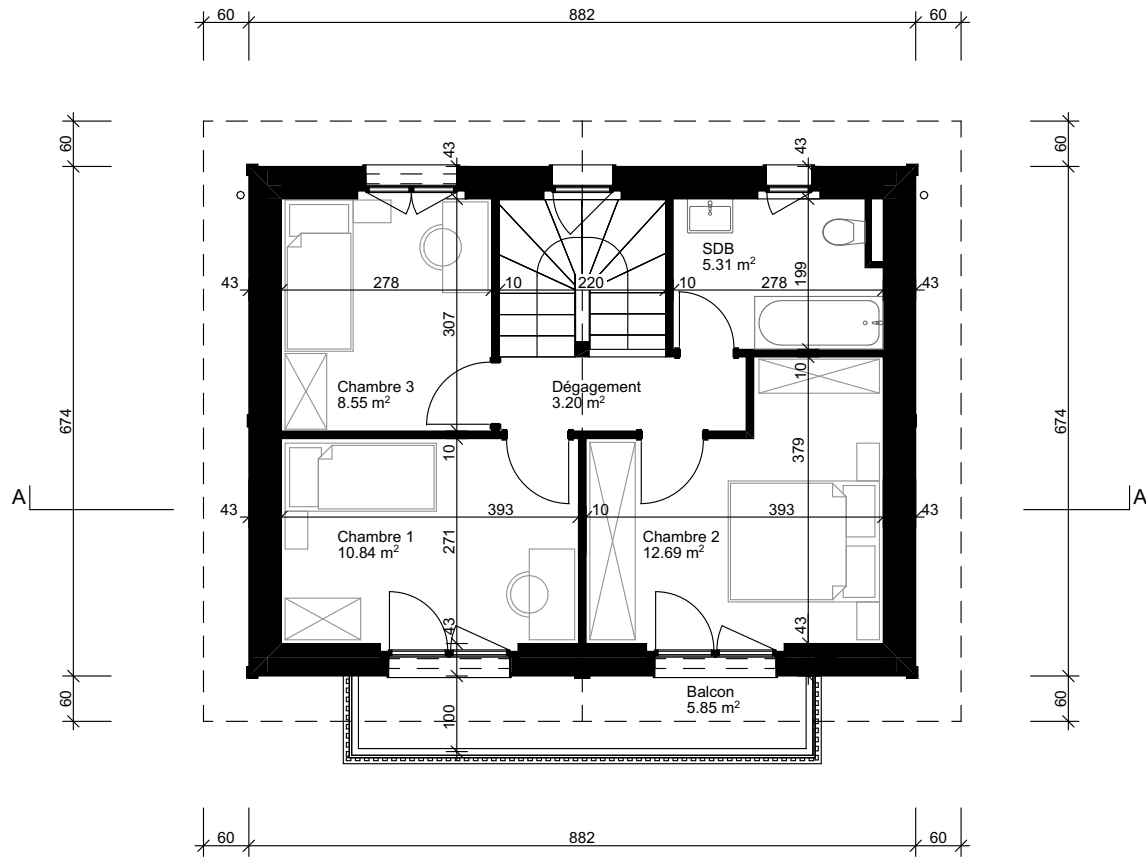 60
882
60
60
43
43
60
SDB
5.31 m²
43
278
10
220
10
278
43
199
307
Chambre 3
8.55 m²
Dégagement
3.20 m²
10
674
674
10
379
A
A
43
393
10
393
43
Chambre 1
10.84 m²
271
Chambre 2
12.69 m²
43
43
Balcon
5.85 m²
60
100
60
60
882
60